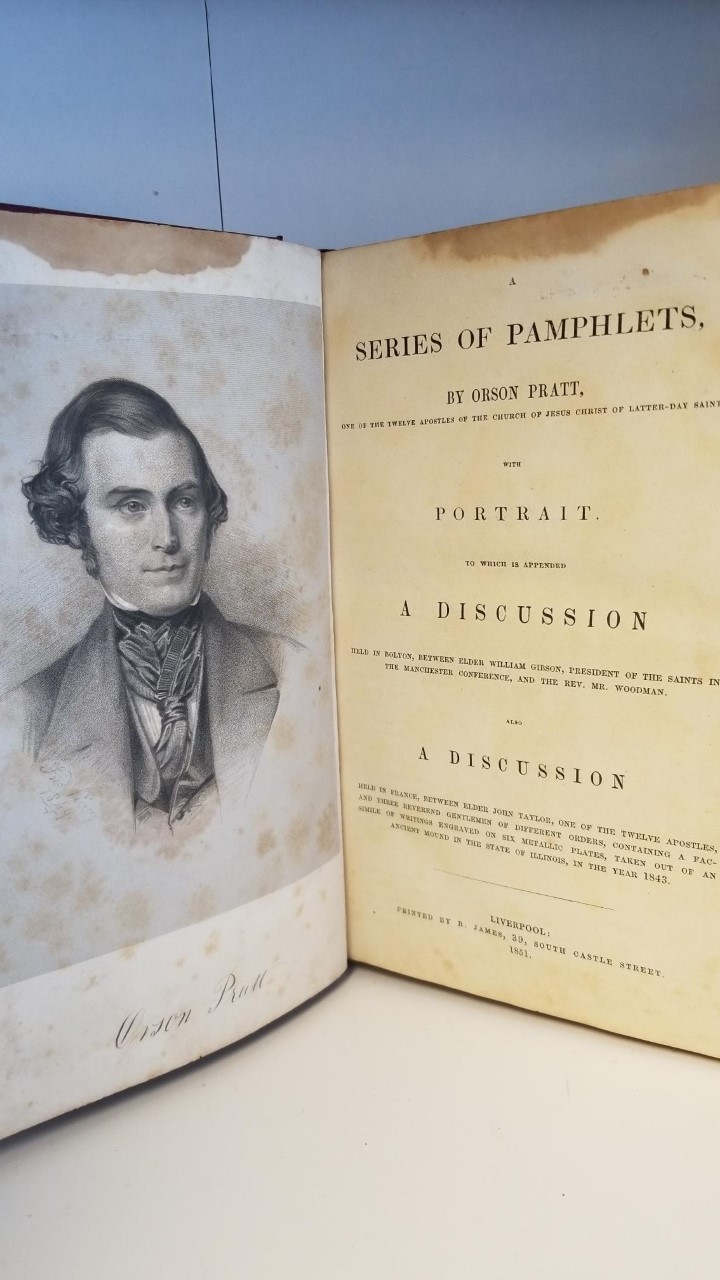 Orson Pratt
A
SERIES OF PAMPHLETS,
BY ORSON PRATT,
ONE OF THE TWELVE APOSTLES OF THE CHURCH OF JESUS CHRIST OF LATTER-DAY SAINT
WITH
PORTRAIT.
TO WHICH IS APPENDED
A DISCUSSION
HELD IN BOLTON, BETWEEN ELDER WILLIAM GIBSON, PRESIDENT OF THE SAINTS IN
THE MANCHESTER CONFERENCE, AND THE REV. MR. WOODMAN.
ALSO
A DISCUSSION
HELD IN FRANCE, BETWEEN ELDER JOHN TAYLOR, ONE OF THE TWELVE APOSTLES,
AND THREE REVEREND GENTLEMEN OF DIFFERENT ORDERS, CONTAINING A FAC-
SIMILE OF WRITINGS ENGRAVED ON SIX METALLIC PLATES, TAKEN OUT OF AN
ANCIENT MOUND IN THE STATE OF ILLINOIS, IN THE YEAR 1843.
LIVERPOOL:
PRINTED BY R. JAMES, 39, SOUTH CASTLE STREET.
1851.